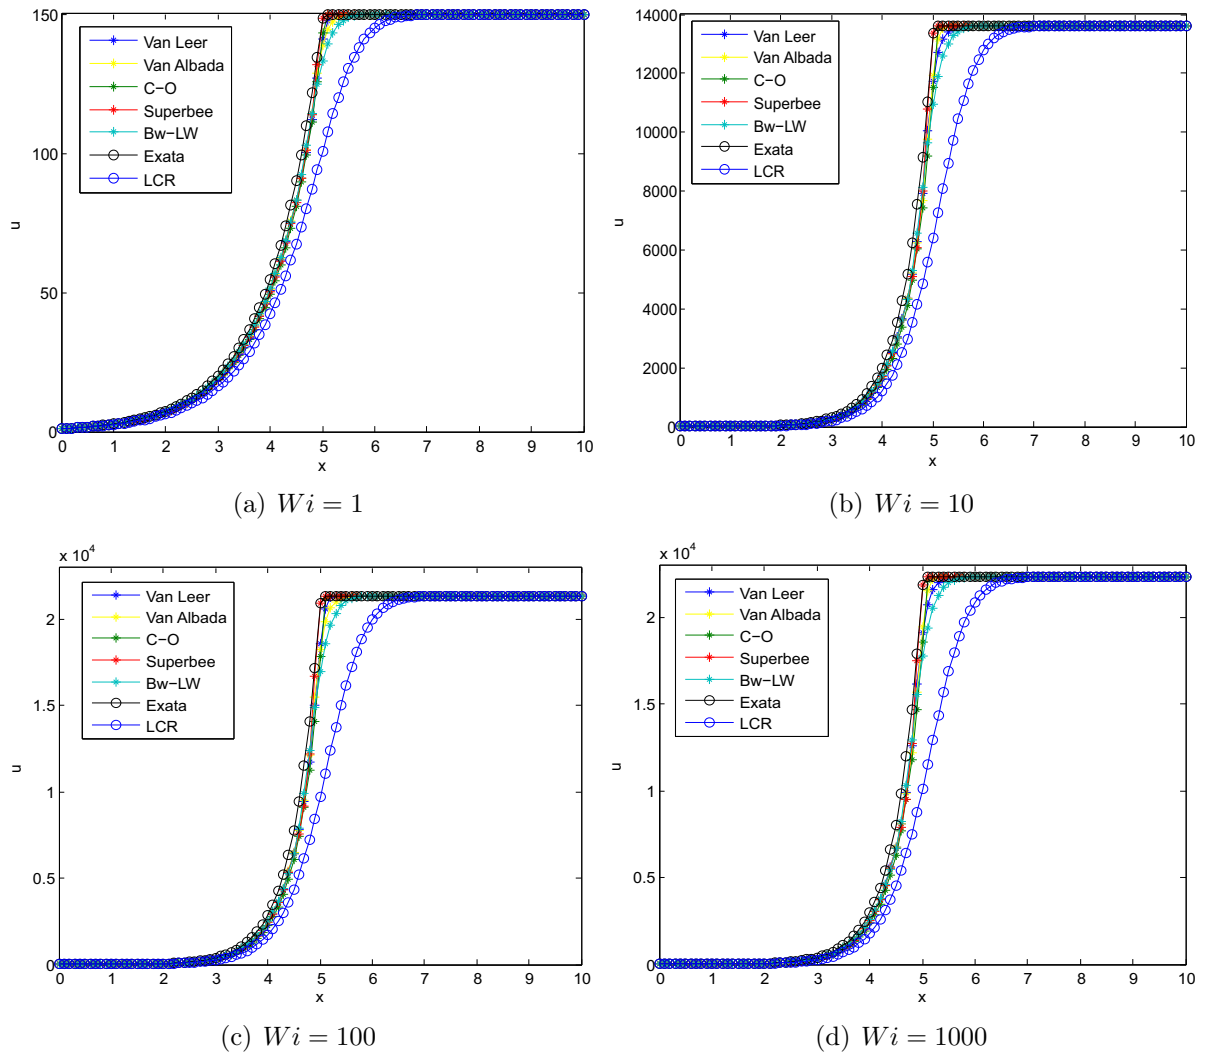 150
100
50
0
u
Van Leer
Van Albada
C-O
Superbee
Bw-LW
Exata
LCR
0 1 2 3 4 5 6 7 8 9 10
x
(a) Wi = 1
14000
12000
10000
8000
6000
4000
2000
0
u
Van Leer
Van Albada
C-O
Superbee
Bw-LW
Exata
LCR
0 1 2 3 4 5 6 7 8 9 10
x
(b) Wi = 10
x 10⁴
2
1.5
1
0.5
0
u
Van Leer
Van Albada
C-O
Superbee
Bw-LW
Exata
LCR
0 1 2 3 4 5 6 7 8 9 10
x
(c) Wi = 100
x 10⁴
2
1.5
1
0.5
0
u
Van Leer
Van Albada
C-O
Superbee
Bw-LW
Exata
LCR
0 1 2 3 4 5 6 7 8 9 10
x
(d) Wi = 1000